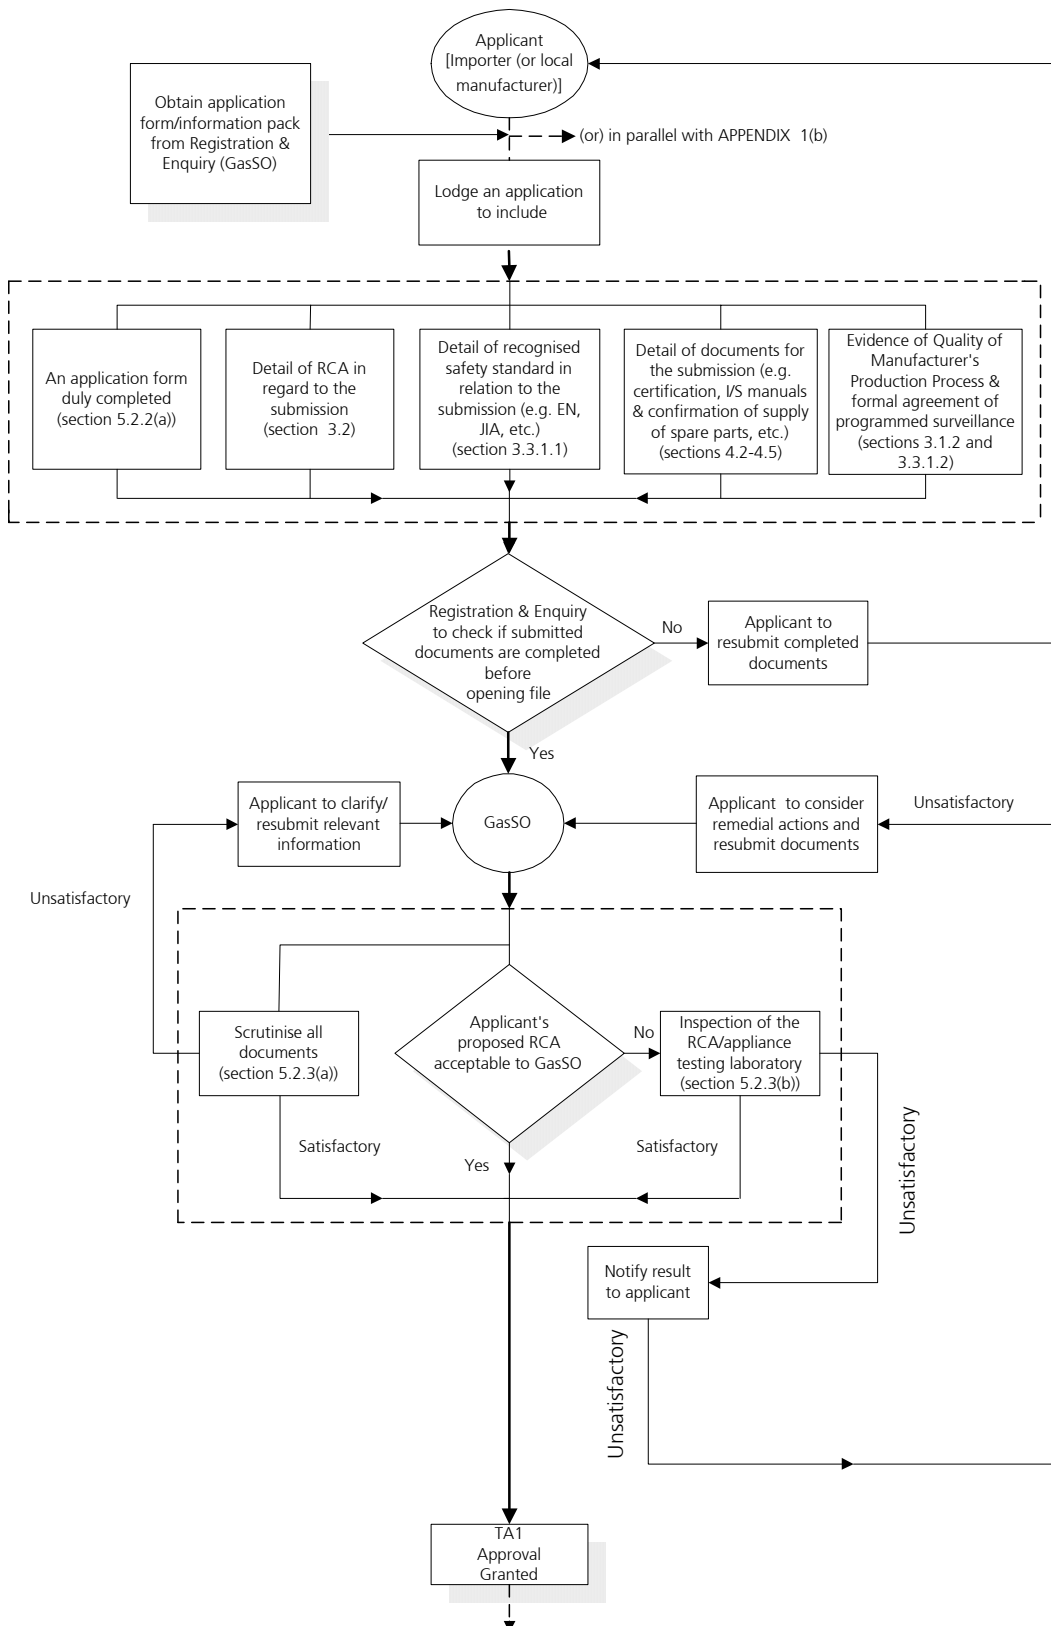 Applicant
[Importer (or local
manufacturer)]
Obtain application
form/information pack
from Registration &
Enquiry (GasSO)
(or) in parallel with APPENDIX 1(b)
Lodge an application
to include
An application form
duly completed
(section 5.2.2(a))
Detail of RCA in
regard to the
submission
(section 3.2)
Detail of recognised
safety standard in
relation to the
submission (e.g. EN,
JIA, etc.)
(section 3.3.1.1)
Detail of documents for
the submission (e.g.
certification, I/S manuals
& confirmation of supply
of spare parts, etc.)
(sections 4.2-4.5)
Evidence of Quality of
Manufacturer's
Production Process &
formal agreement of
programmed surveillance
(sections 3.1.2 and
3.3.1.2)
Registration & Enquiry
to check if submitted
documents are completed
before
opening file
No
Applicant to
resubmit completed
documents
Yes
Applicant to clarify/
resubmit relevant
information
GasSO
Applicant to consider
remedial actions and
resubmit documents
Unsatisfactory
Unsatisfactory
Scrutinise all
documents
(section 5.2.3(a))
Applicant's
proposed RCA
acceptable to GasSO
No
Inspection of the
RCA/appliance
testing laboratory
(section 5.2.3(b))
Satisfactory
Yes
Satisfactory
Unsatisfactory
Notify result
to applicant
Unsatisfactory
TA1
Approval
Granted